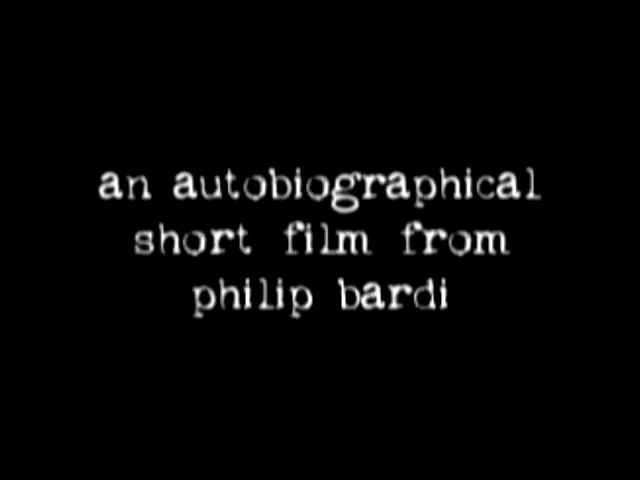 an autobiographical
short film from
philip bardi